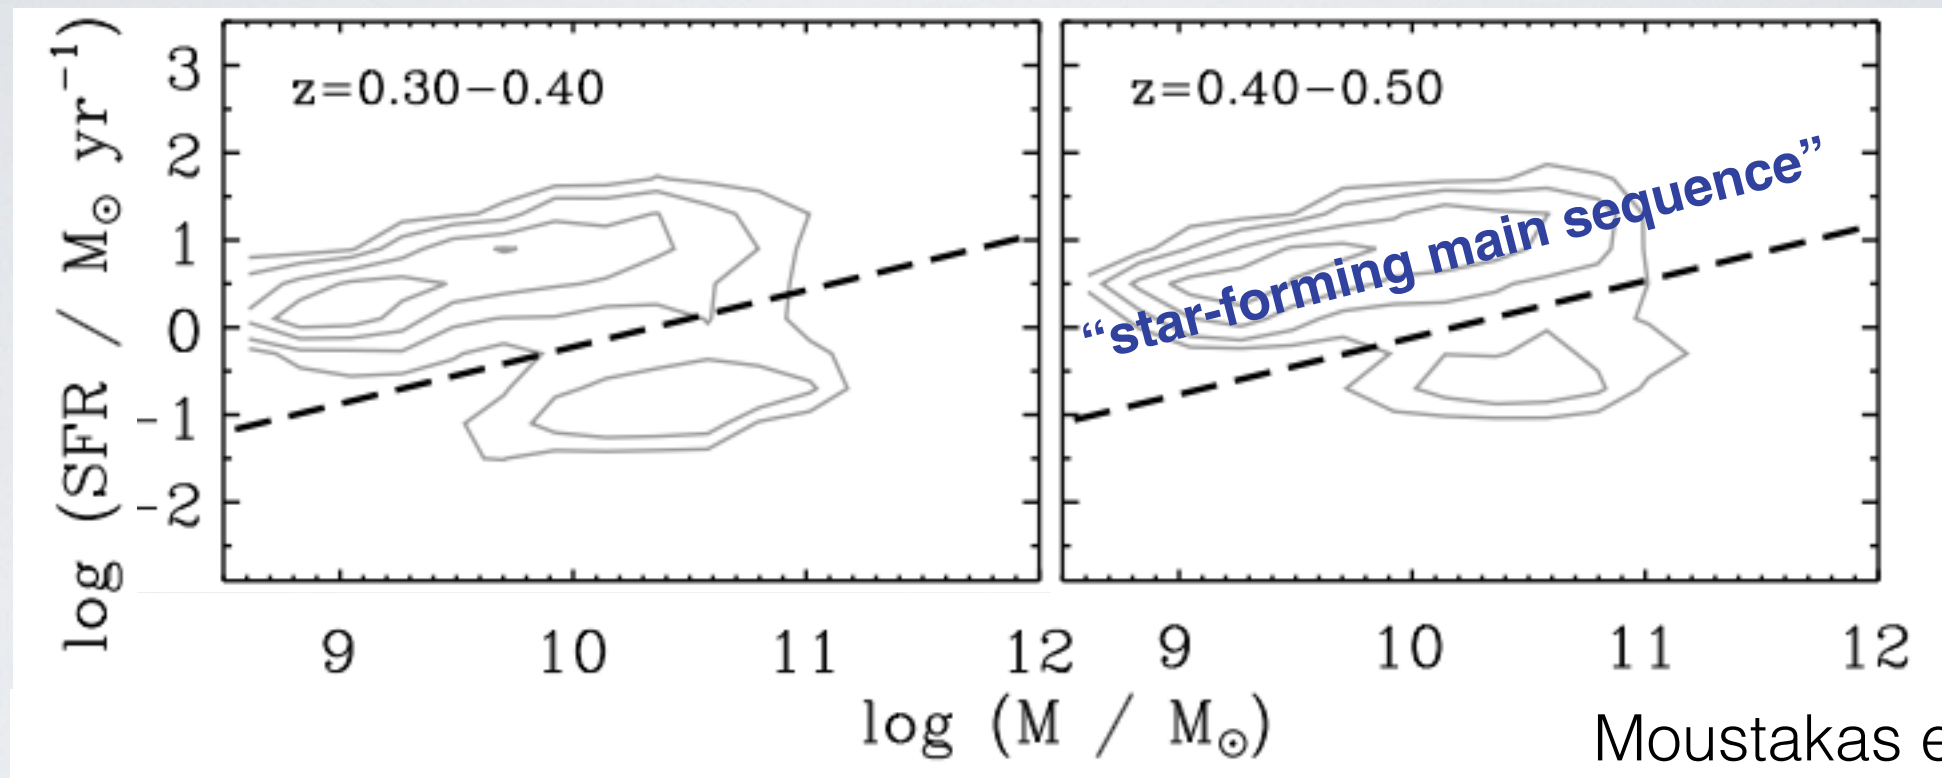 log (SFR / M⊙ yr⁻¹)
3
2
1
0
-1
-2
z=0.30-0.40
z=0.40-0.50
“star-forming main sequence”
9 10 11 12 9 10 11 12
log (M / M⊙)
Moustakas e